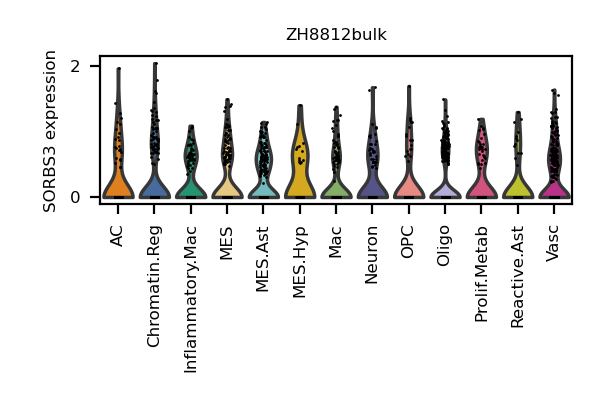 ZH8812bulk
SORBS3 expression
2
0
AC
Chromatin.Reg
Inflammatory.Mac
MES
MES.Ast
MES.Hyp
Mac
Neuron
OPC
Oligo
Prolif.Metab
Reactive.Ast
Vasc